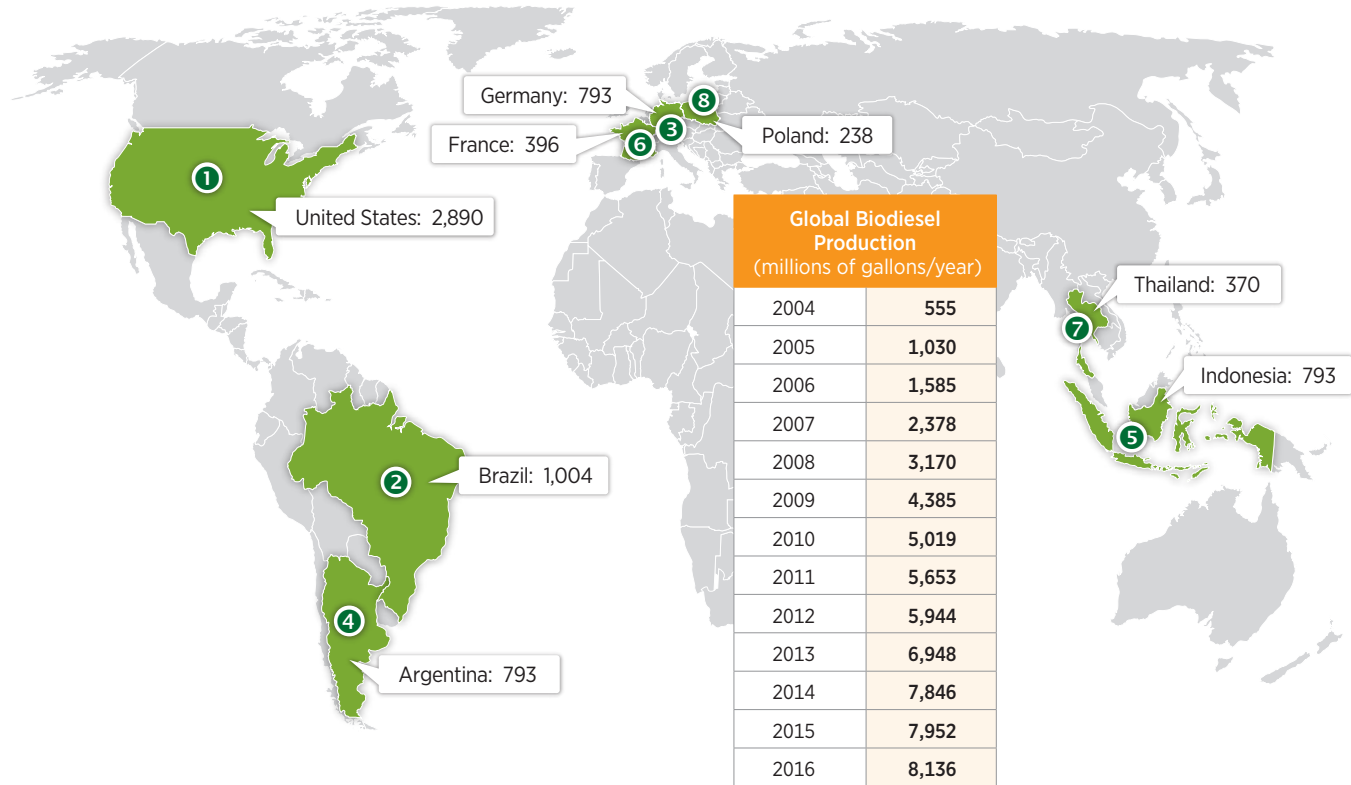 Germany: 793
8
France: 396
3
6
Poland: 238
1
United States: 2,890
Global Biodiesel
Production
(millions of gallons/year)
2004 555
2005 1,030
2006 1,585
2007 2,378
2008 3,170
2009 4,385
2010 5,019
2011 5,653
2012 5,944
2013 6,948
2014 7,846
2015 7,952
2016 8,136
Thailand: 370
7
Indonesia: 793
5
2
Brazil: 1,004
4
Argentina: 793